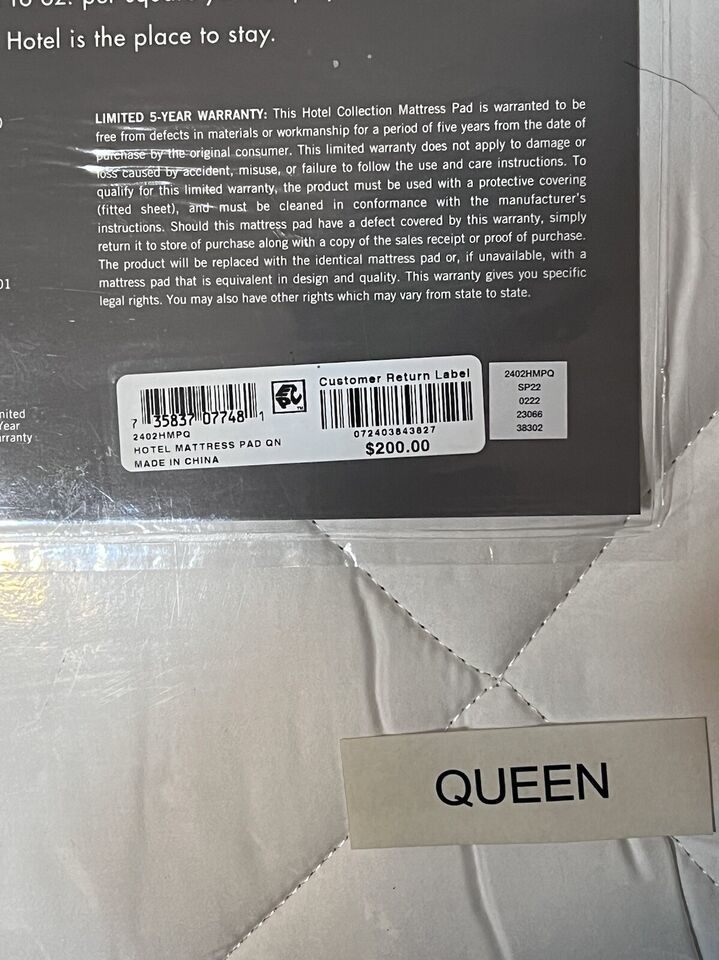 Hotel is the place to stay.
LIMITED 5-YEAR WARRANTY: This Hotel Collection Mattress Pad is warranted to be
free from defects in materials or workmanship for a period of five years from the date of
purchase by the original consumer. This limited warranty does not apply to damage or
loss caused by accident, misuse, or failure to follow the use and care instructions. To
qualify for this limited warranty, the product must be used with a protective covering
(fitted sheet), and must be cleaned in conformance with the manufacturer's
instructions. Should this mattress pad have a defect covered by this warranty, simply
return it to store of purchase along with a copy of the sales receipt or proof of purchase.
The product will be replaced with the identical mattress pad or, if unavailable, with a
mattress pad that is equivalent in design and quality. This warranty gives you specific
legal rights. You may also have other rights which may vary from state to state.
01
nited
Year
rranty
7 35837 07748 1
2402HMPQ
HOTEL MATTRESS PAD QN
MADE IN CHINA
TM
Customer Return Label
072403843827
$200.00
2402HMPQ
SP22
0222
23066
38302
QUEEN